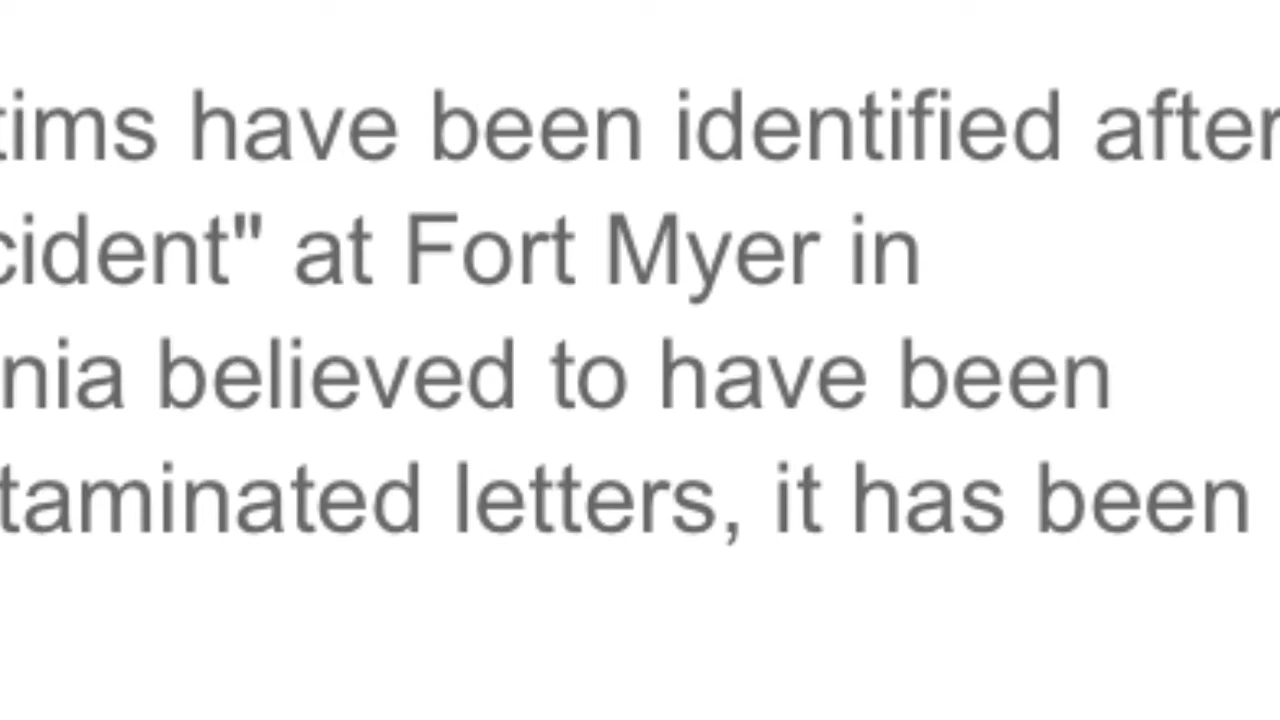 tims have been identified after
cident" at Fort Myer in
nia believed to have been
taminated letters, it has been